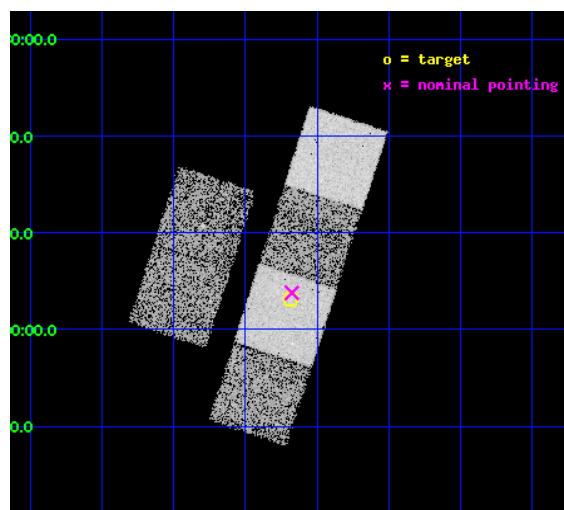 0:00.0
o = target
x = nominal pointing
0.0
0.0
0:00.0
0.0